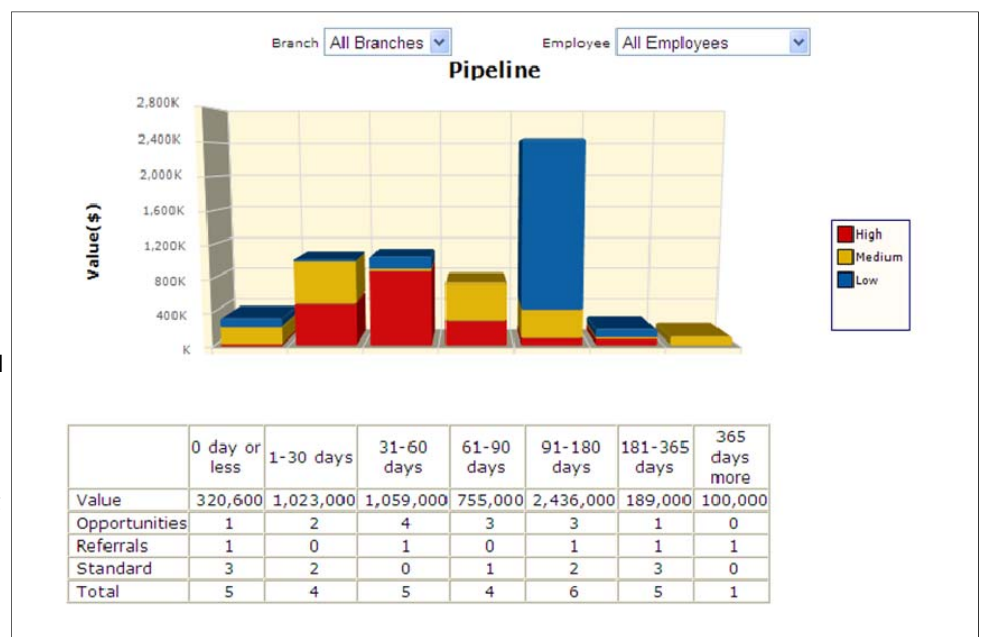 Branch All Branches Employee All Employees
Pipeline
Value($)
2,800K
2,400K
2,000K
1,600K
1,200K
800K
400K
K
High
Medium
Low
0 day or less 1-30 days 31-60 days 61-90 days 91-180 days 181-365 days 365 days more
Value 320,600 1,023,000 1,059,000 755,000 2,436,000 189,000 100,000
Opportunities 1 2 4 3 3 1 0
Referrals 1 0 1 0 1 1 1
Standard 3 2 0 1 2 3 0
Total 5 4 5 4 6 5 1